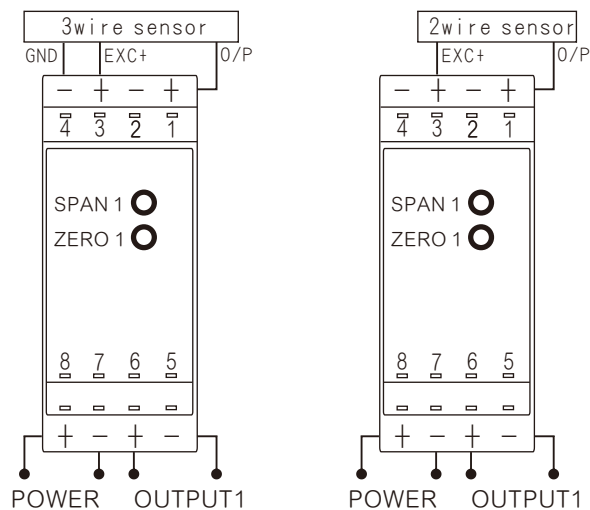 3wire sensor 2wire sensor
GND EXC+ O/P EXC+ O/P
− + − + − + − +
4 3 2 1 4 3 2 1
SPAN 1 SPAN 1
ZERO 1 ZERO 1
8 7 6 5 8 7 6 5
+ − + − + − + −
POWER OUTPUT1 POWER OUTPUT1